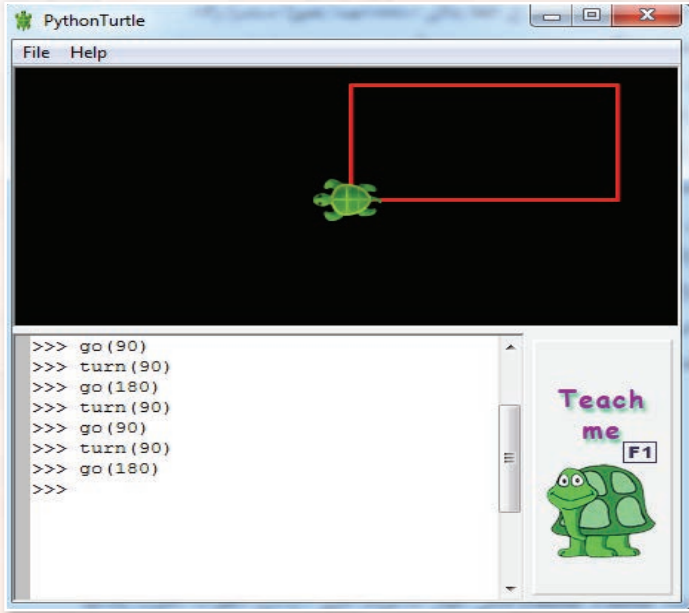 PythonTurtle
File Help
>>> go(90)
>>> turn(90)
>>> go(180)
>>> turn(90)
>>> go(90)
>>> turn(90)
>>> go(180)
>>>
Teach
me
F1